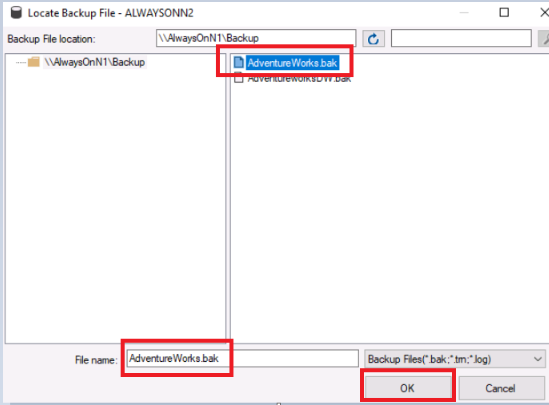 Locate Backup File - ALWAYSONN2
Backup File location:
\\AlwaysOnN1\Backup
\\AlwaysOnN1\Backup
AdventureWorks.bak
AdventureworksDW.bak
File name:
AdventureWorks.bak
Backup Files(*.bak;*.trn;*.log)
OK
Cancel